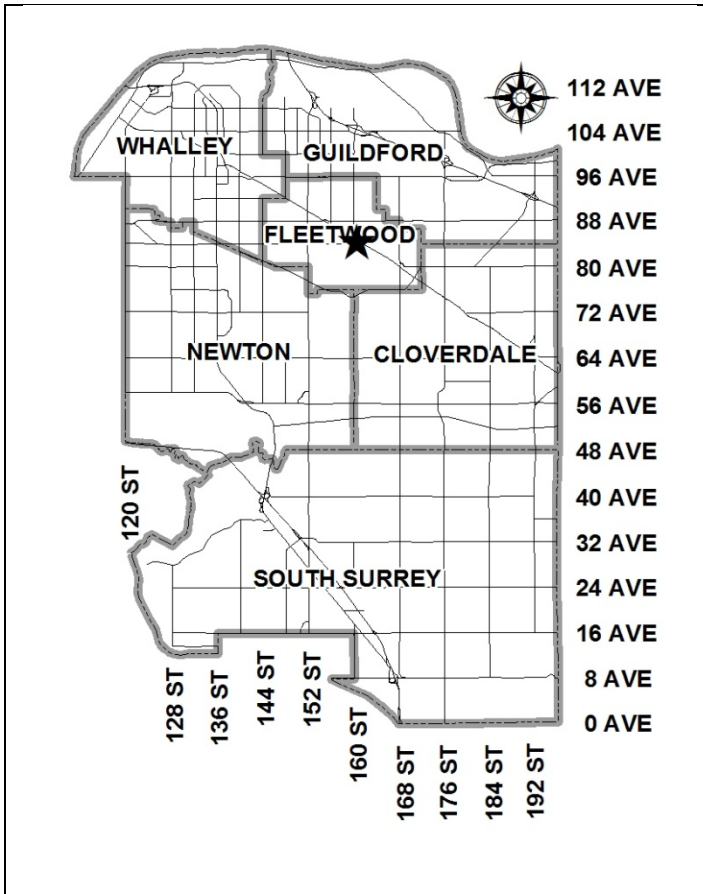 112 AVE
104 AVE
WHALLEY
GUILDFORD
96 AVE
88 AVE
FLEETWOOD
80 AVE
72 AVE
NEWTON
CLOVERDALE
64 AVE
56 AVE
48 AVE
120 ST
40 AVE
32 AVE
SOUTH SURREY
24 AVE
16 AVE
8 AVE
0 AVE
128 ST
136 ST
144 ST
152 ST
160 ST
168 ST
176 ST
184 ST
192 ST